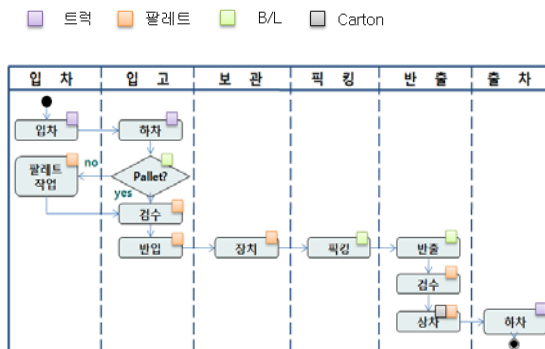 트럭 팔레트 B/L Carton
입 차 입 고 보 관 픽 킹 반 출 출 차
입차 하차
팔레트 작업 no Pallet?
yes
검수
반입 장치 픽킹 반출
검수
상차 하차